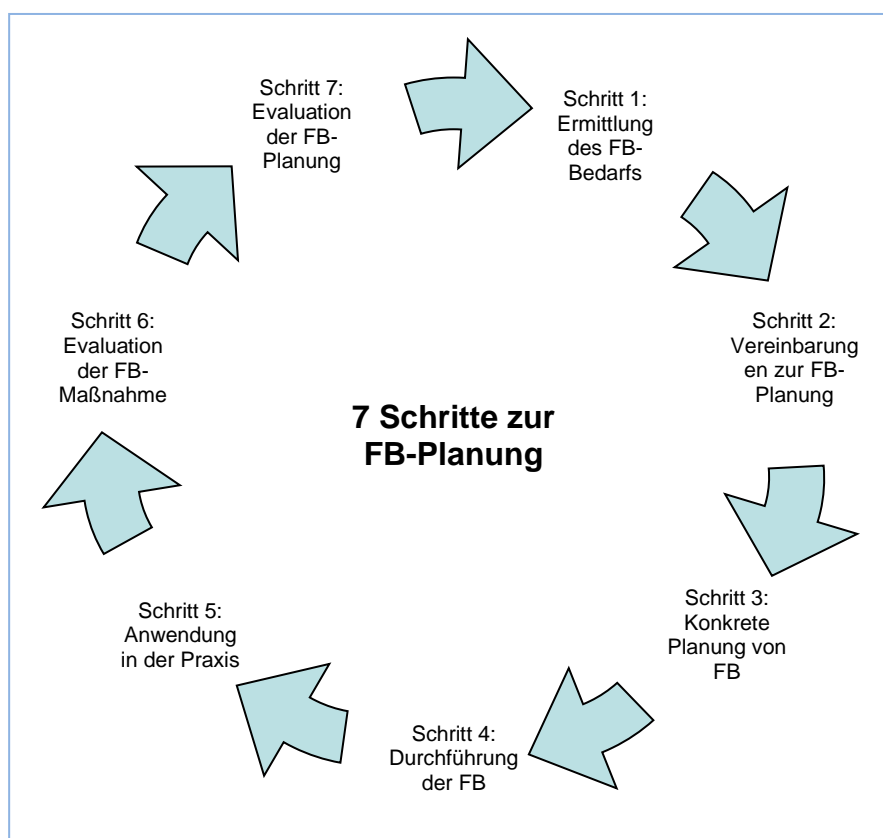 Schritt 7:
Evaluation
der FB-
Planung
Schritt 1:
Ermittlung
des FB-
Bedarfs
Schritt 2:
Vereinbarung
en zur FB-
Planung
Schritt 3:
Konkrete
Planung von
FB
Schritt 4:
Durchführung
der FB
Schritt 5:
Anwendung
in der Praxis
Schritt 6:
Evaluation
der FB-
Maßnahme
7 Schritte zur
FB-Planung